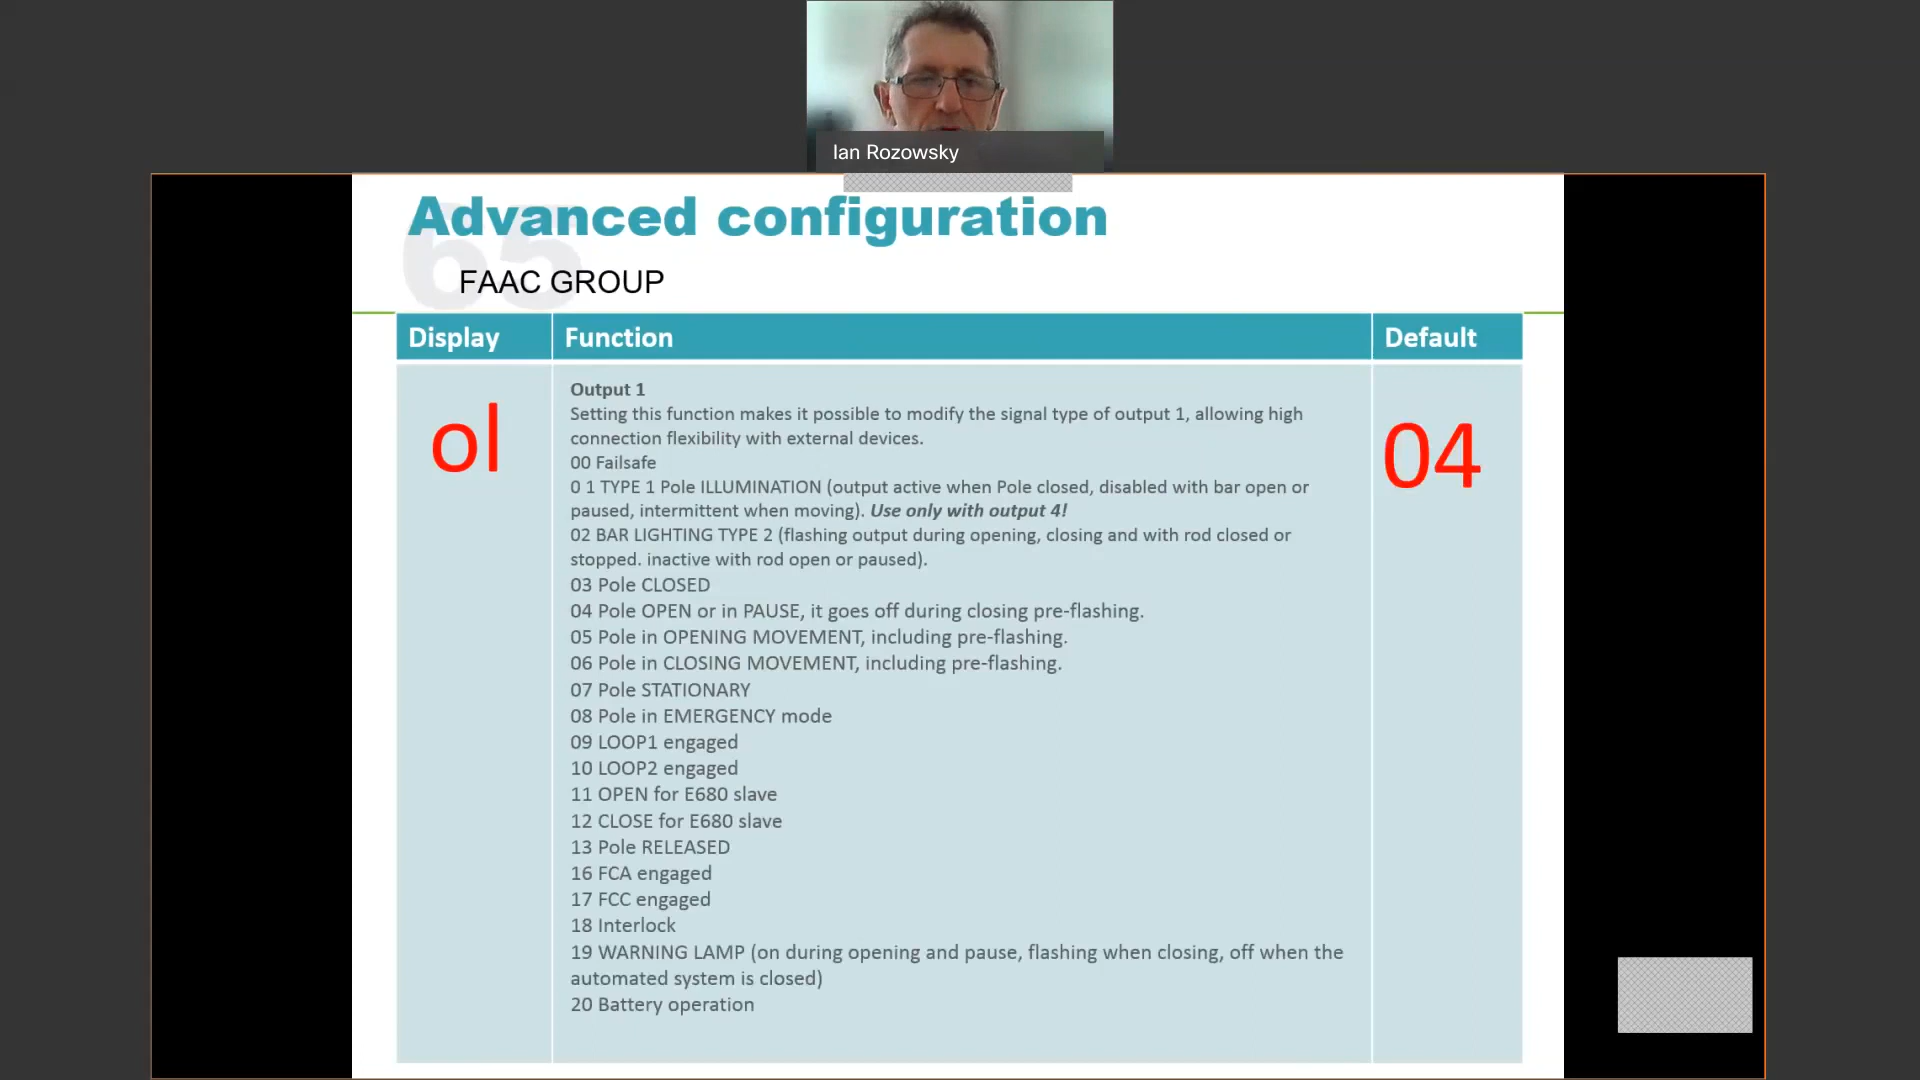 Ian Rozowsky
65
Advanced configuration
FAAC GROUP
Display Function Default
ol
04
Output 1
Setting this function makes it possible to modify the signal type of output 1, allowing high
connection flexibility with external devices.
00 Failsafe
0 1 TYPE 1 Pole ILLUMINATION (output active when Pole closed, disabled with bar open or
paused, intermittent when moving). Use only with output 4!
02 BAR LIGHTING TYPE 2 (flashing output during opening, closing and with rod closed or
stopped. inactive with rod open or paused).
03 Pole CLOSED
04 Pole OPEN or in PAUSE, it goes off during closing pre-flashing.
05 Pole in OPENING MOVEMENT, including pre-flashing.
06 Pole in CLOSING MOVEMENT, including pre-flashing.
07 Pole STATIONARY
08 Pole in EMERGENCY mode
09 LOOP1 engaged
10 LOOP2 engaged
11 OPEN for E680 slave
12 CLOSE for E680 slave
13 Pole RELEASED
16 FCA engaged
17 FCC engaged
18 Interlock
19 WARNING LAMP (on during opening and pause, flashing when closing, off when the
automated system is closed)
20 Battery operation